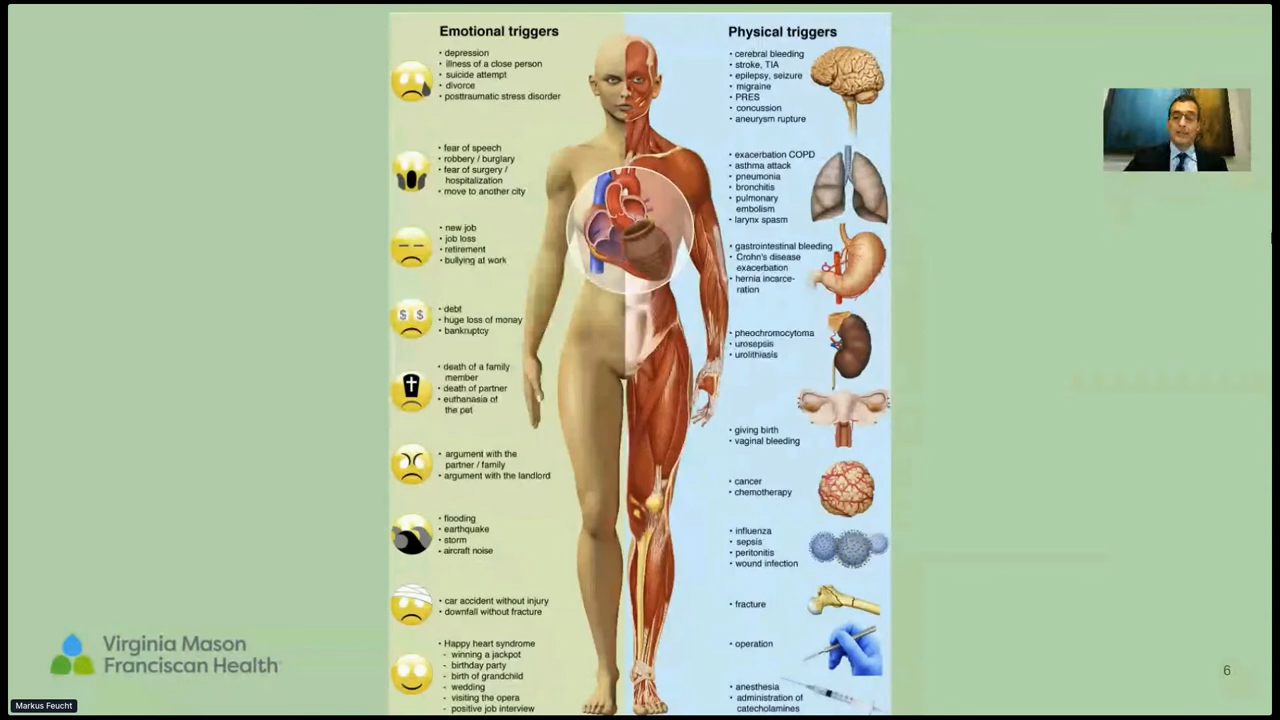 Emotional triggers
• depression
• illness of a close person
• suicide attempt
• divorce
• posttraumatic stress disorder
• fear of speech
• robbery / burglary
• fear of surgery /
hospitalization
• move to another city
• new job
• job loss
• retirement
• bullying at work
$ $
• debt
• huge loss of money
• bankruptcy
• death of a family
member
• death of partner
• euthanasia of
the pet
• argument with the
partner / family
• argument with the landlord
• flooding
• earthquake
• storm
• aircraft noise
• car accident without injury
• downfall without fracture
• Happy heart syndrome
- winning a jackpot
- birthday party
- birth of grandchild
- wedding
- visiting the opera
- positive job interview
Physical triggers
• cerebral bleeding
• stroke, TIA
• epilepsy, seizure
• migraine
• PRES
• concussion
• aneurysm rupture
• exacerbation COPD
• asthma attack
• pneumonia
• bronchitis
• pulmonary
embolism
• larynx spasm
• gastrointestinal bleeding
• Crohn's disease
exacerbation
• hernia incarce-
ration
• pheochromocytoma
• urosepsis
• urolithiasis
• giving birth
• vaginal bleeding
• cancer
• chemotherapy
• influenza
• sepsis
• peritonitis
• wound infection
• fracture
• operation
• anesthesia
• administration of
catecholamines
Virginia Mason
Franciscan Health
6
Markus Feucht